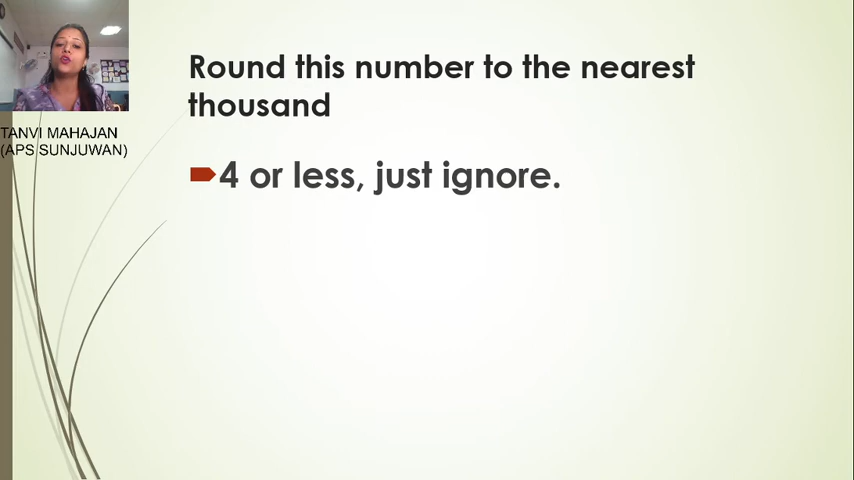 Round this number to the nearest
thousand
4 or less, just ignore.
TANVI MAHAJAN
(APS SUNJUWAN)